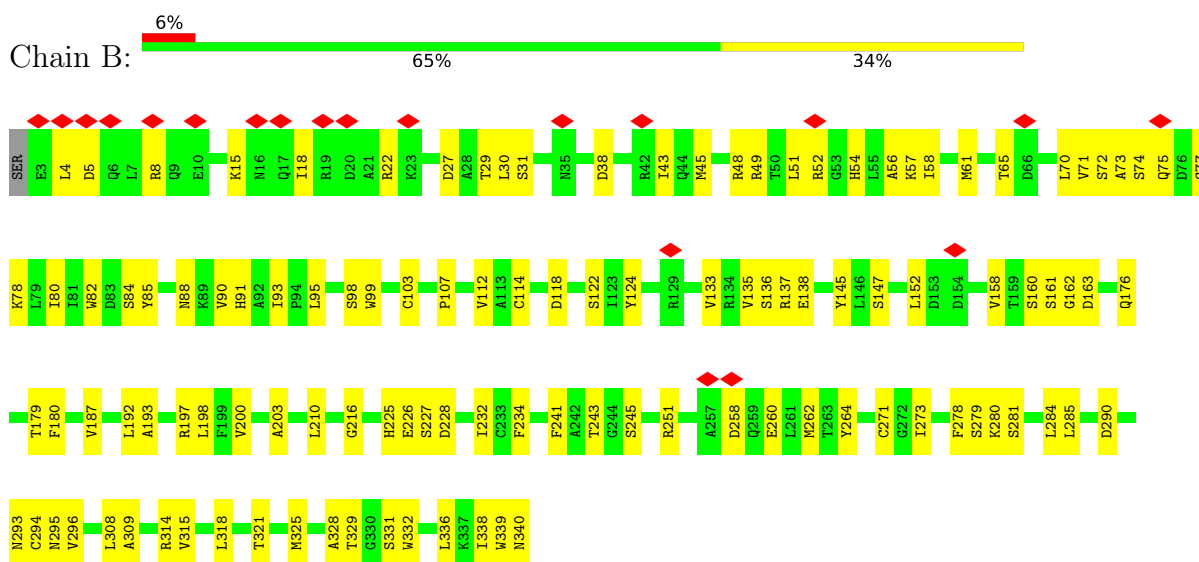 6%
Chain B:
65% 34%
SER E3 L4 D5 Q6 L7 R8 Q9 E10 K15 N16 Q17 I18 R19 D20 A21 R22 K23 D27 A28 T29 L30 S31 N35 D38 R42 I43 Q44 M45 R48 R49 T50 L51 R52 G53 H54 L55 A56 K57 I58 M61 T65 D66 L70 V71 S72 A73 S74 Q75 D76 G77
K78 L79 I80 I81 W82 D83 S84 Y85 N88 K89 V90 H91 A92 I93 P94 L95 S98 W99 C103 P107 V112 A113 C114 D118 S122 I123 Y124 R129 V133 R134 V135 S136 R137 E138 Y145 L146 S147 L152 D153 D154 V158 T159 S160 S161 G162 D163 Q176
T179 F180 V187 L192 A193 R197 L198 F199 V200 A203 L210 G216 H225 E226 S227 D228 I232 C233 F234 F241 A242 T243 G244 S245 R251 A257 D258 Q259 E260 L261 M262 T263 Y264 C271 G272 I273 F278 S279 K280 S281 L284 L285 D290
N293 C294 N295 V296 L308 A309 R314 V315 L318 T321 M325 A328 T329 G330 S331 W332 L336 K337 I338 W339 N340